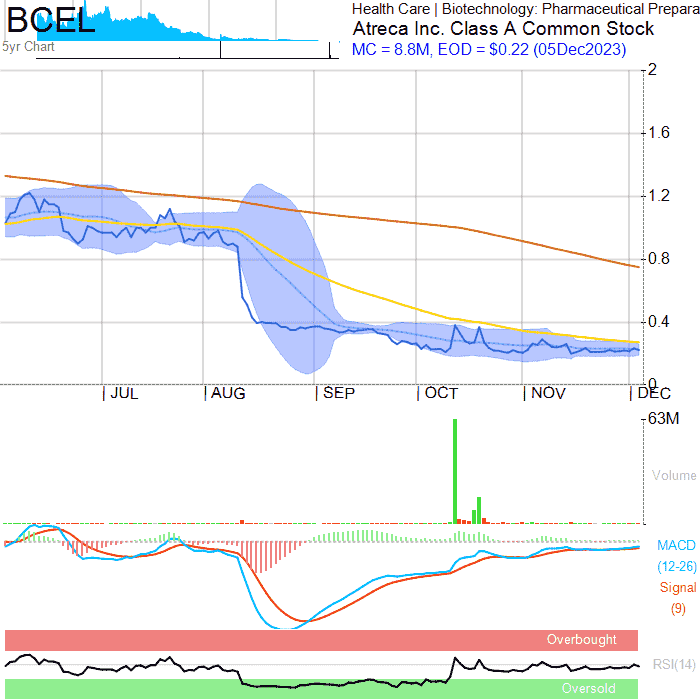 BCEL
5yr Chart
Health Care | Biotechnology: Pharmaceutical Prepara
Atreca Inc. Class A Common Stock
MC = 8.8M, EOD = $0.22 (05Dec2023)
2
1.6
1.2
0.8
0.4
0
| JUL | AUG | SEP | OCT | NOV | DEC
63M
Volume
MACD
(12-26)
Signal
(9)
Overbought
RSI(14)
Oversold